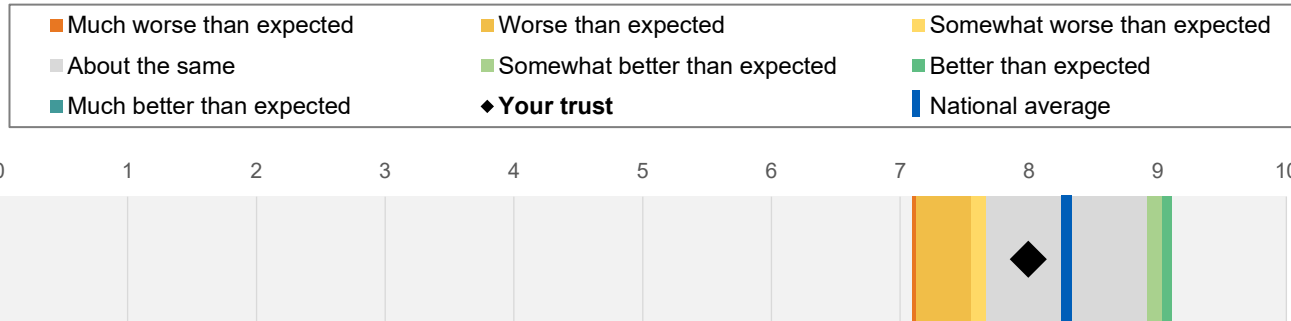 Much worse than expected Worse than expected Somewhat worse than expected
About the same Somewhat better than expected Better than expected
Much better than expected Your trust National average
0 1 2 3 4 5 6 7 8 9 10